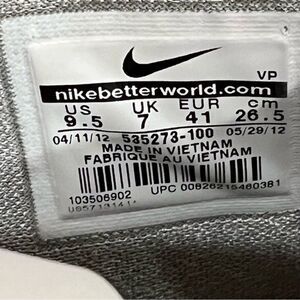 VP
nikebetterworld.com
US UK EUR cm
9.5 7 41 26.5
04/11/12 535273-100 05/29/12
MADE IN VIETNAM
FABRIQUE AU VIETNAM
103506902 UPC 00826215460381